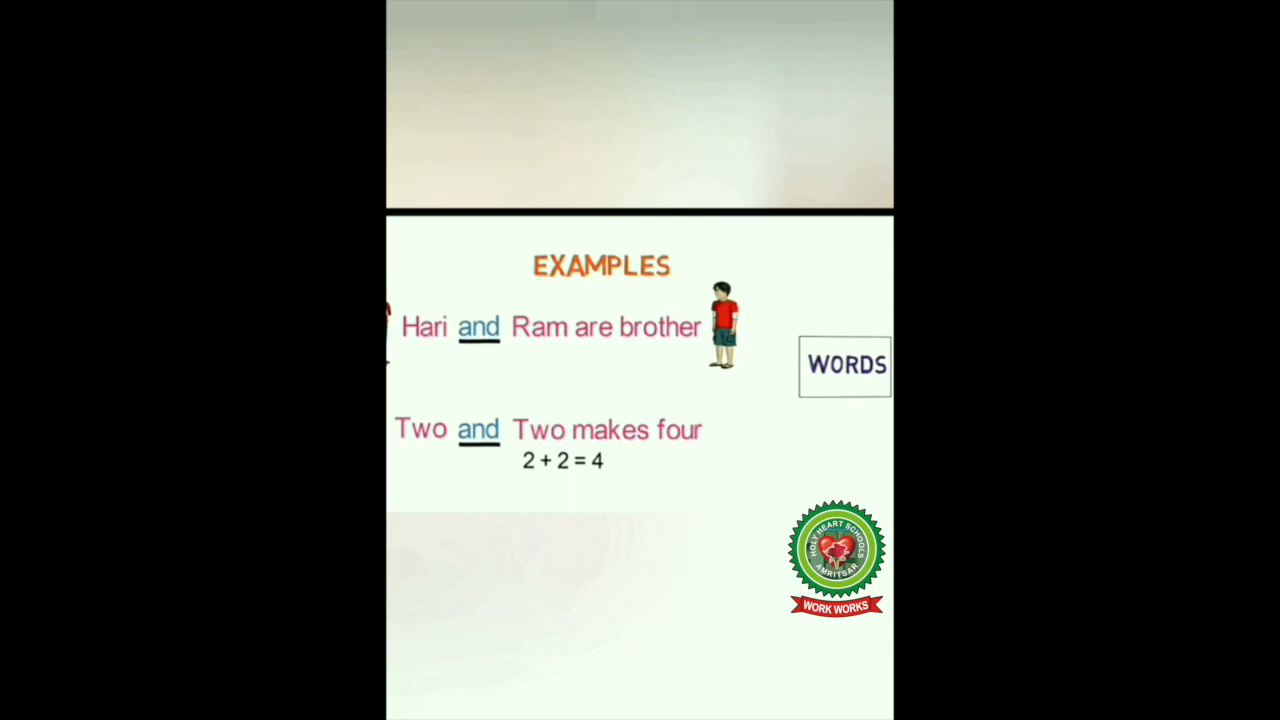 EXAMPLES
Hari and Ram are brother
WORDS
Two and Two makes four
2 + 2 = 4
HOLY HEART SCHOOLS
AMRITSAR
WORK WORKS